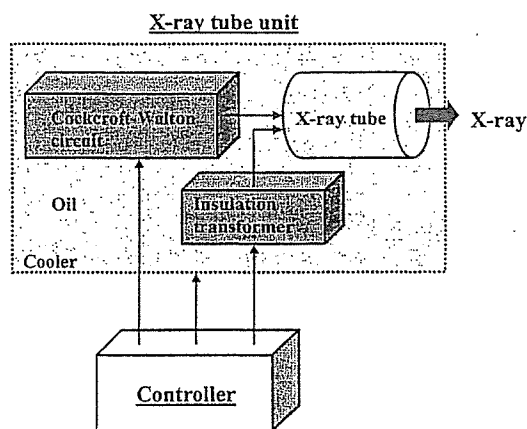 X-ray tube unit
Cockcroft-Walton
circuit
X-ray tube
X-ray
Oil
Insulation
transformer
Cooler
Controller